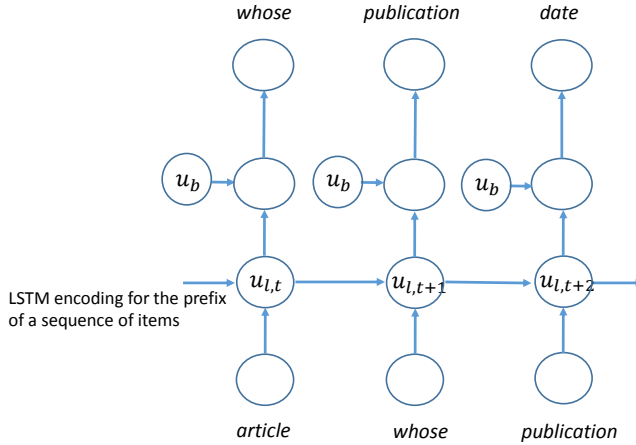 whose publication date
u_b u_b u_b
u_{l,t} u_{l,t+1} u_{l,t+2}
LSTM encoding for the prefix
of a sequence of items
article whose publication